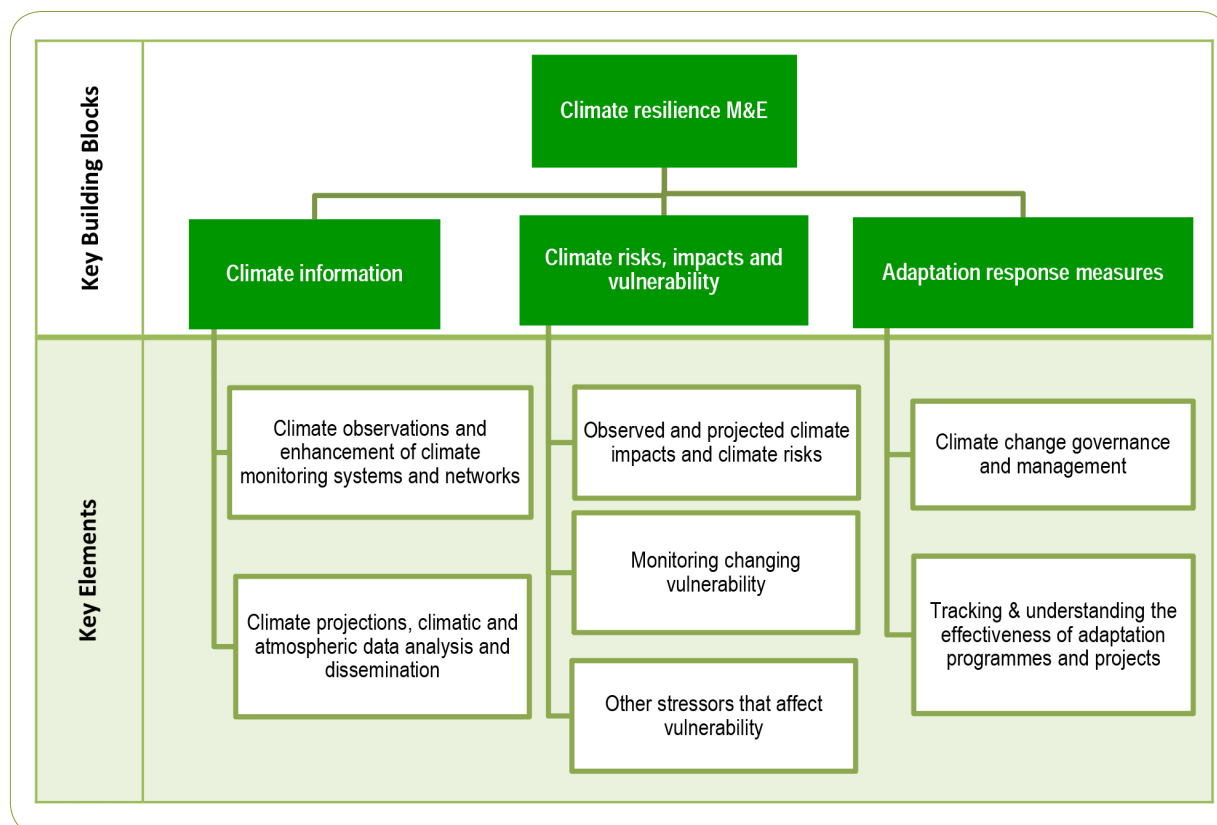 Key Building Blocks
Climate resilience M&E
Climate information
Climate risks, impacts and
vulnerability
Adaptation response measures
Key Elements
Climate observations and
enhancement of climate
monitoring systems and networks
Climate projections, climatic and
atmospheric data analysis and
dissemination
Observed and projected climate
impacts and climate risks
Monitoring changing
vulnerability
Other stressors that affect
vulnerability
Climate change governance
and management
Tracking & understanding the
effectiveness of adaptation
programmes and projects